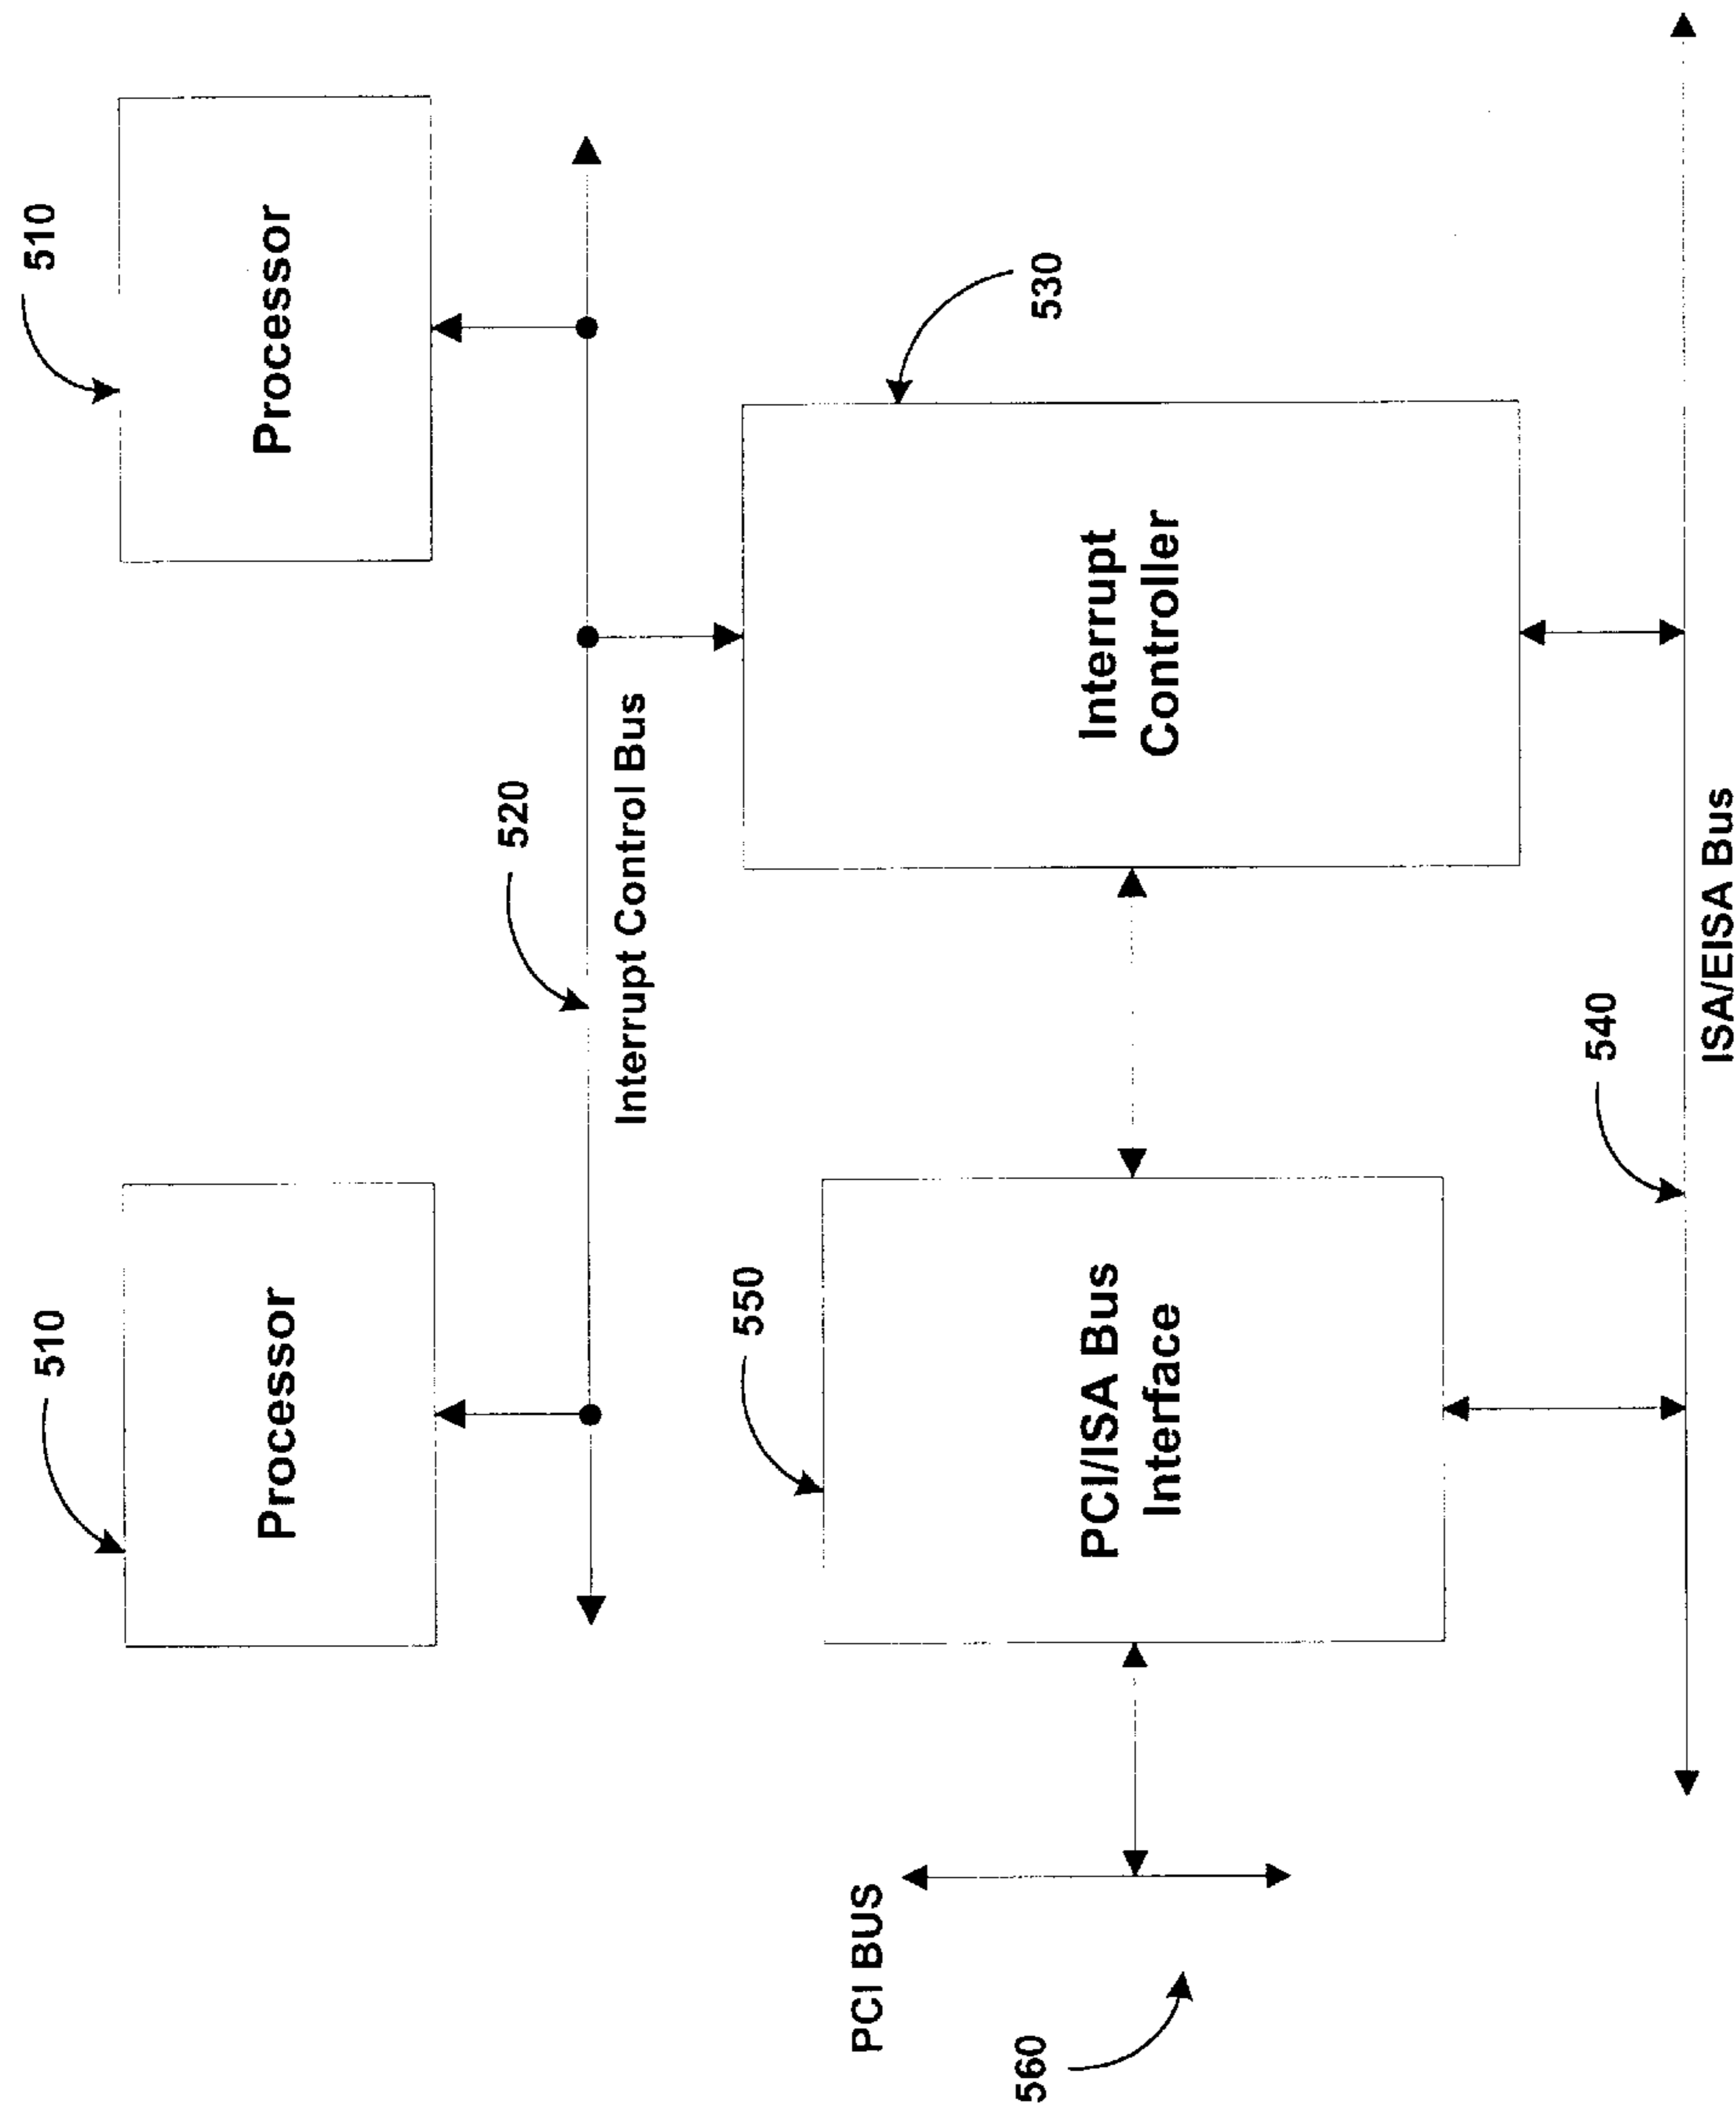 510
Processor
510
Processor
520
Interrupt Control Bus
550
PCI/ISA Bus
Interface
530
Interrupt
Controller
PCI BUS
560
540
ISA/EISA Bus